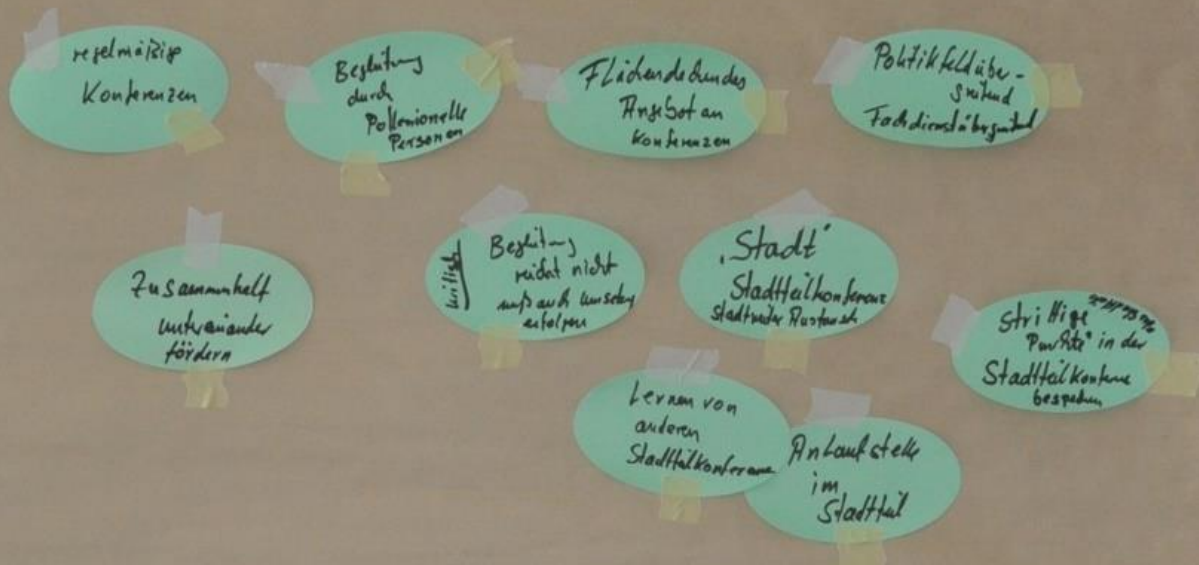 regelmäßige
Konferenzen
Begleitung
durch
Pofessionelle
Personen
Flächendeckendes
Angebot an
Konferenzen
Politikfeldüber-
greifend
Fachdienstübergreifend
Zusammenhalt
untereinander
fördern
kritisch
Begleitung
reicht nicht
muß auch Umsetzung
erfolgen
„Stadt“
Stadtteilkonferenz
stadtweiter Austausch
Strittige
Punkte" in der
Stadtteilkonferenz
besprechen
Lernen von
anderen
Stadtteilkonferenzen
Anlaufstelle
im
Stadtteil